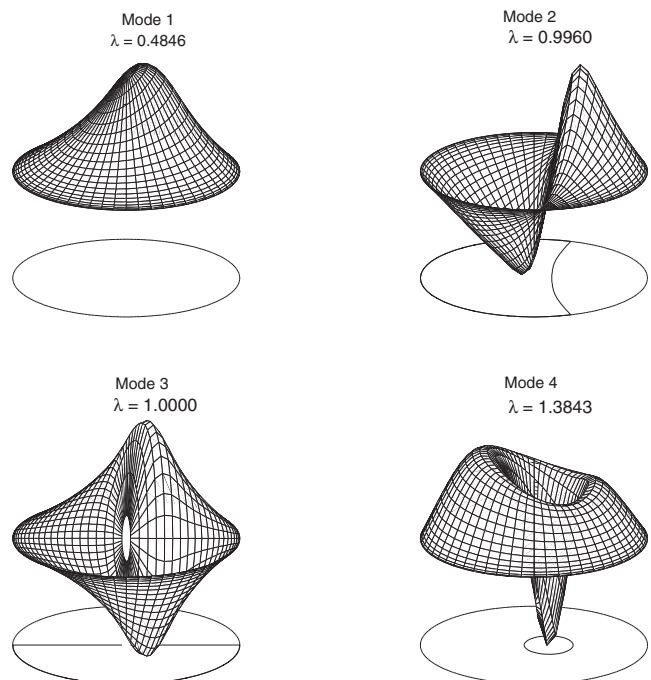 Mode 1
λ = 0.4846
Mode 2
λ = 0.9960
Mode 3
λ = 1.0000
Mode 4
λ = 1.3843